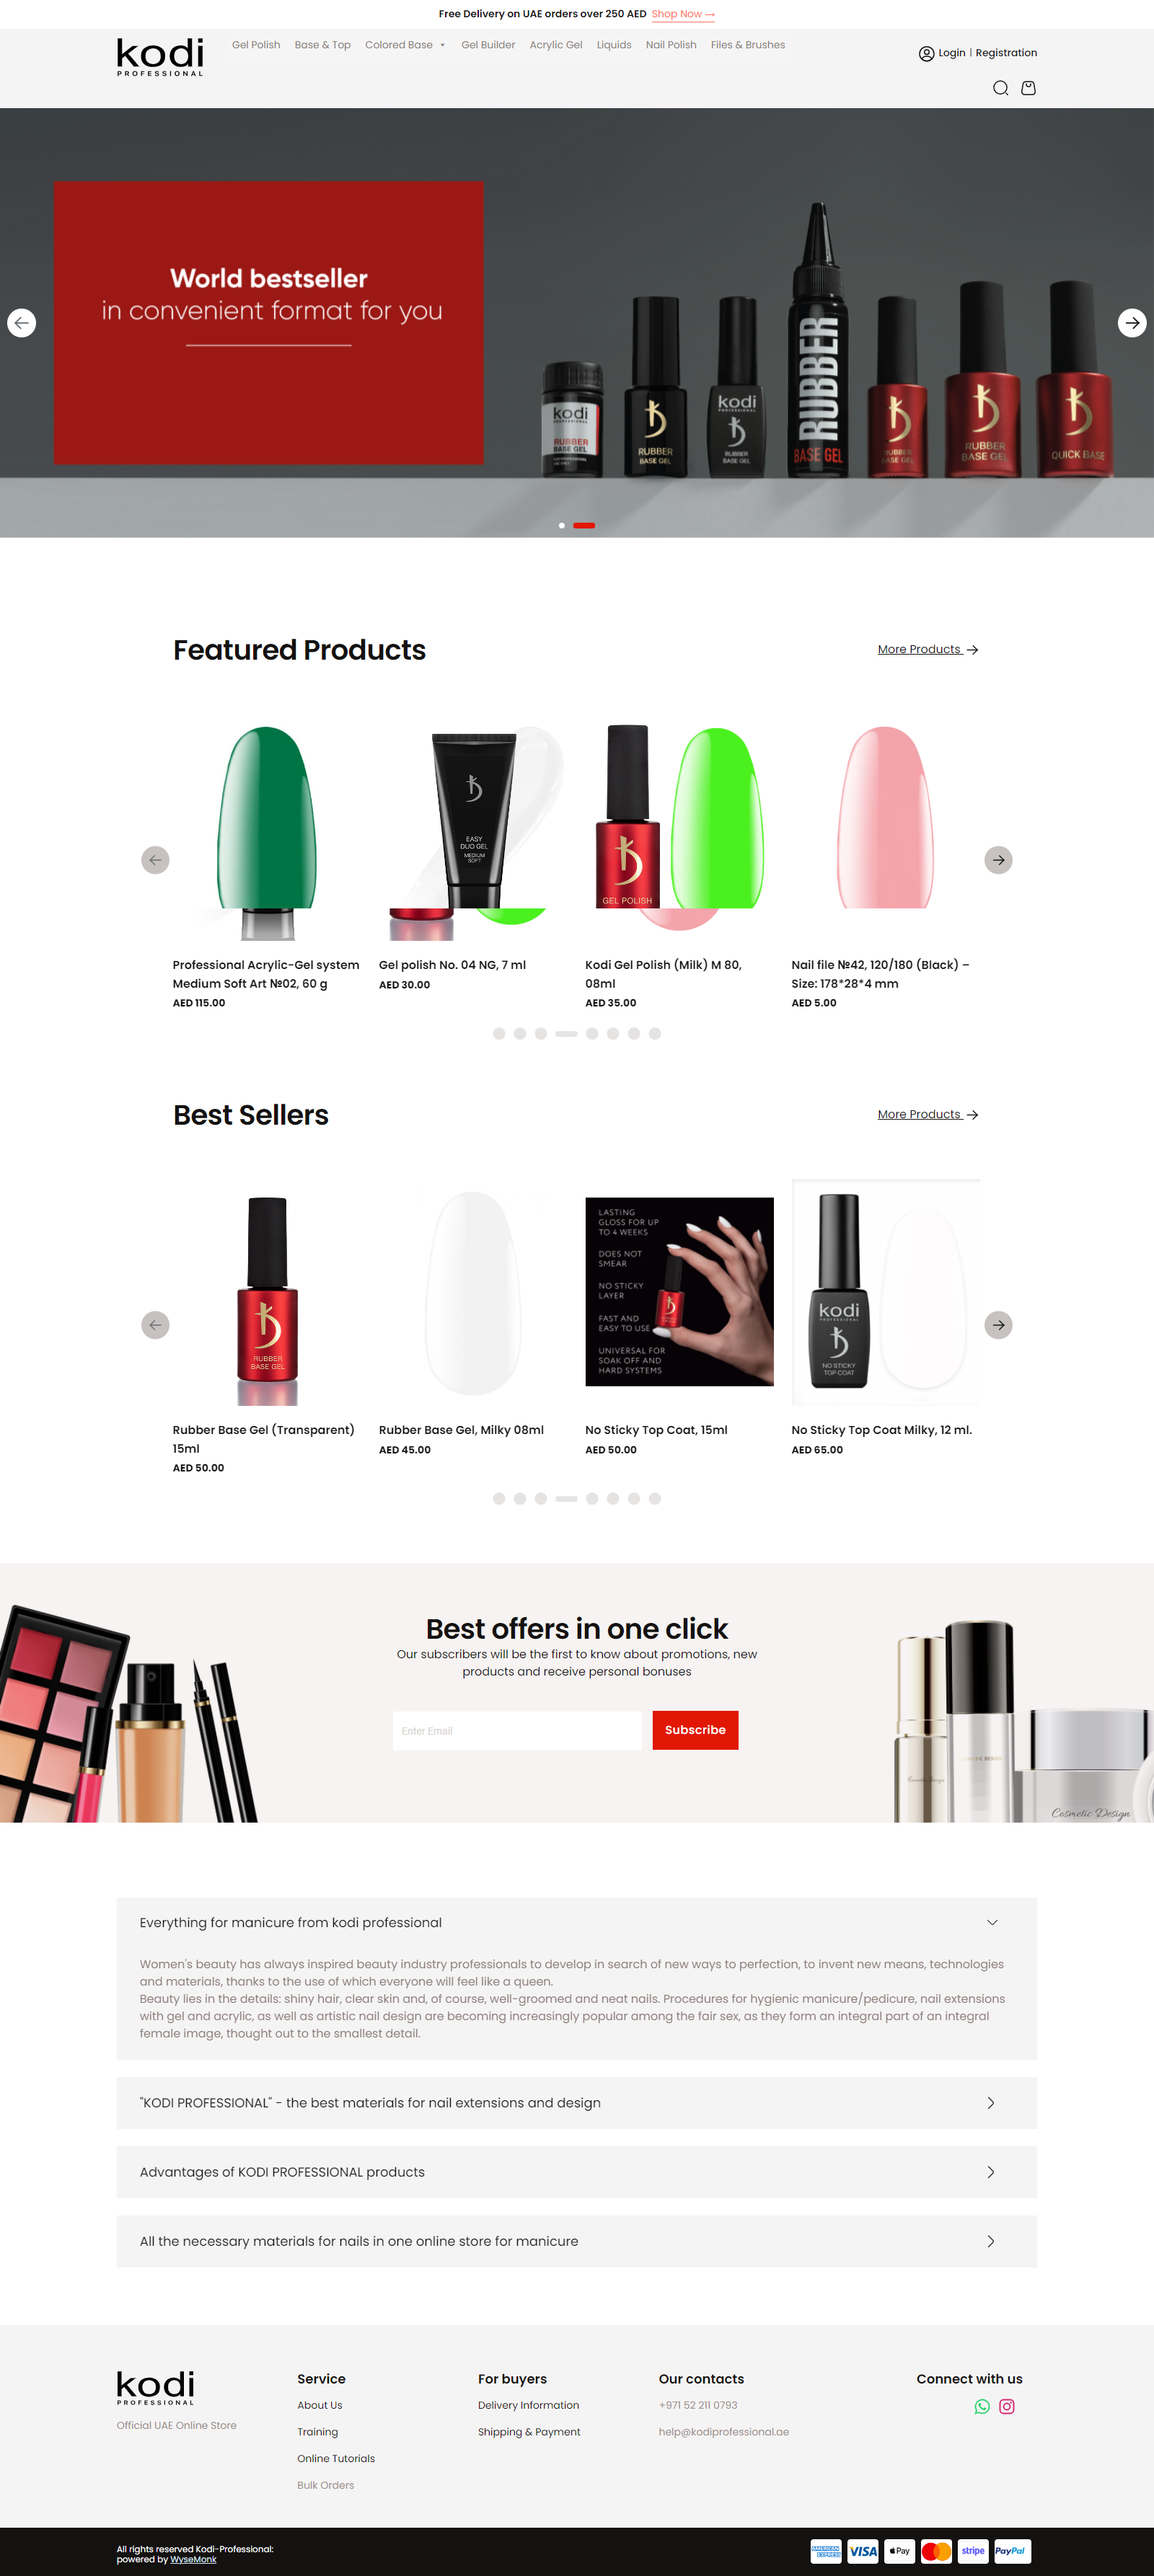 Free Delivery on UAE orders over 250 AED Shop Now →
kodi
PROFESSIONAL
Gel Polish Base & Top Colored Base Gel Builder Acrylic Gel Liquids Nail Polish Files & Brushes
Login | Registration
World bestseller
in convenient format for you
kodi
RUBBER
BASE GEL
RUBBER
BASE GEL
kodi
PROFESSIONAL
RUBBER
BASE GEL
RUBBER
BASE GEL
RUBBER
BASE GEL
RUBBER
BASE GEL
QUICK BASE
Featured Products
More Products
EASY
DUO GEL
MEDIUM
SOFT
GEL POLISH
Professional Acrylic-Gel system
Medium Soft Art №02, 60 g
AED 115.00
Gel polish No. 04 NG, 7 ml
AED 30.00
Kodi Gel Polish (Milk) M 80,
08ml
AED 35.00
Nail file №42, 120/180 (Black) –
Size: 178*28*4 mm
AED 5.00
Best Sellers
More Products
RUBBER
BASE GEL
LASTING
GLOSS FOR UP
TO 4 WEEKS
DOES NOT
SMEAR
NO STICKY
LAYER
FAST AND
EASY TO USE
UNIVERSAL FOR
SOAK OFF AND
HARD SYSTEMS
kodi
PROFESSIONAL
NO STICKY
TOP COAT
Rubber Base Gel (Transparent)
15ml
AED 50.00
Rubber Base Gel, Milky 08ml
AED 45.00
No Sticky Top Coat, 15ml
AED 50.00
No Sticky Top Coat Milky, 12 ml.
AED 65.00
Best offers in one click
Our subscribers will be the first to know about promotions, new
products and receive personal bonuses
Enter Email
Subscribe
Cosmetic Design
Everything for manicure from kodi professional
Women's beauty has always inspired beauty industry professionals to develop in search of new ways to perfection, to invent new means, technologies
and materials, thanks to the use of which everyone will feel like a queen.
Beauty lies in the details: shiny hair, clear skin and, of course, well-groomed and neat nails. Procedures for hygienic manicure/pedicure, nail extensions
with gel and acrylic, as well as artistic nail design are becoming increasingly popular among the fair sex, as they form an integral part of an integral
female image, thought out to the smallest detail.
"KODI PROFESSIONAL" - the best materials for nail extensions and design
Advantages of KODI PROFESSIONAL products
All the necessary materials for nails in one online store for manicure
kodi
PROFESSIONAL
Official UAE Online Store
Service
About Us
Training
Online Tutorials
Bulk Orders
For buyers
Delivery Information
Shipping & Payment
Our contacts
+971 52 211 0793
help@kodiprofessional.ae
Connect with us
All rights reserved Kodi-Professional:
powered by WyseMonk
AMERICAN EXPRESS
VISA
Pay
stripe
PayPal